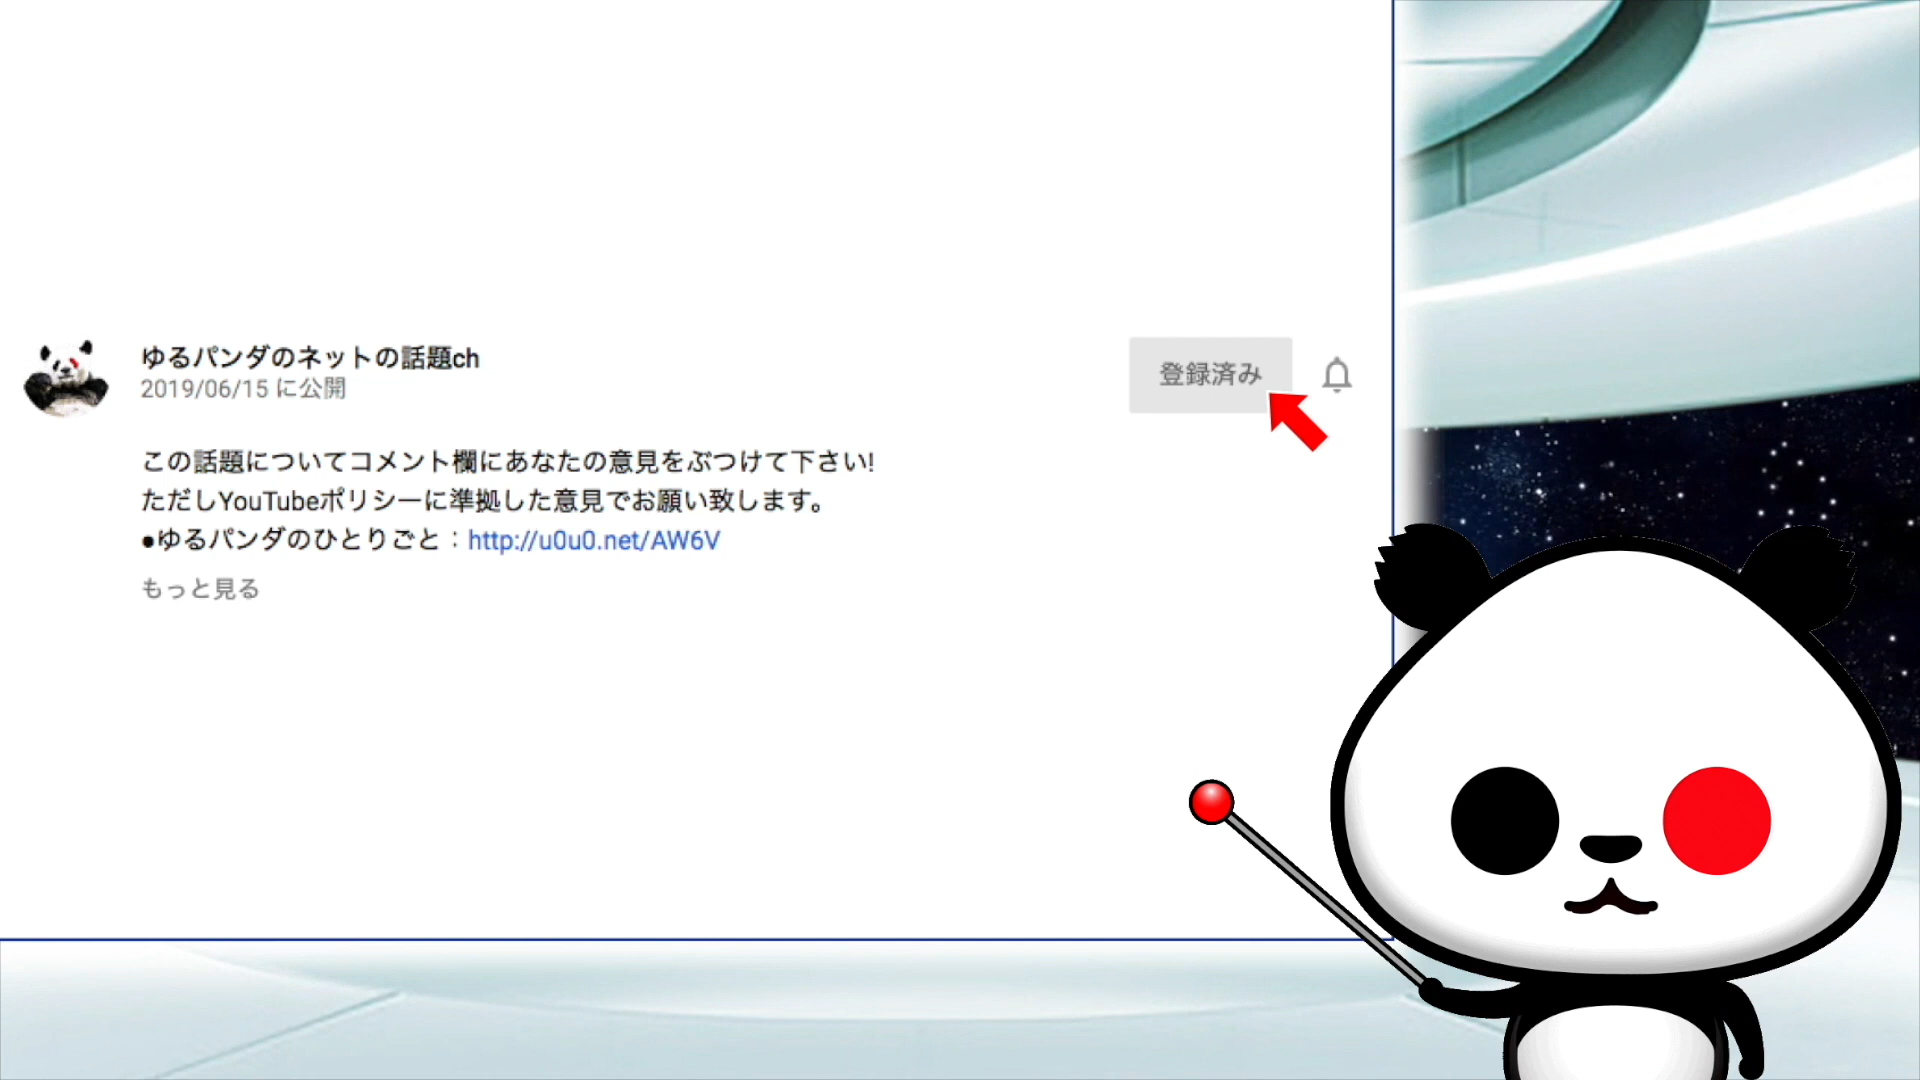 ゆるパンダのネットの話題ch
2019/06/15 に公開
登録済み
この話題についてコメント欄にあなたの意見をぶつけて下さい!
ただしYouTubeポリシーに準拠した意見でお願い致します。
●ゆるパンダのひとりごと：http://u0u0.net/AW6V
もっと見る